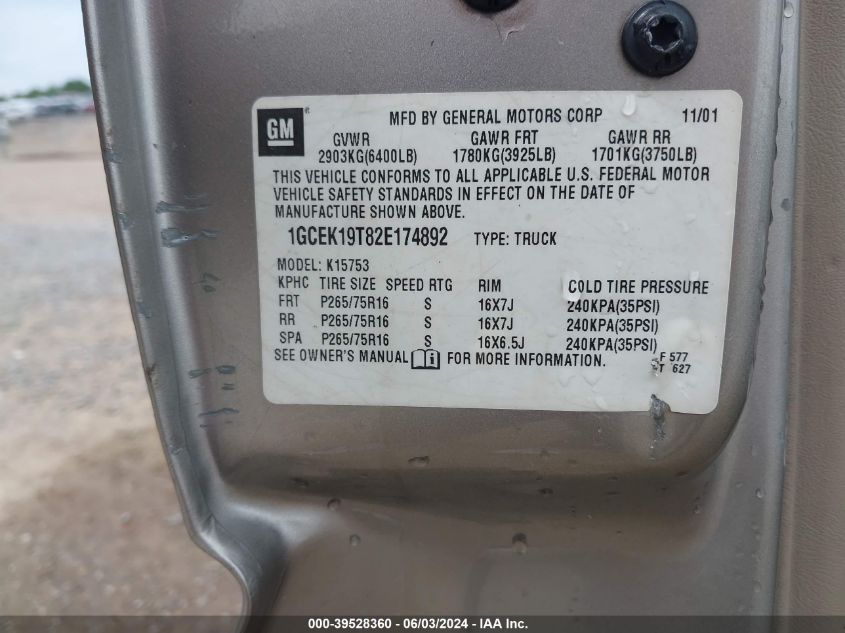 GM ®
MFD BY GENERAL MOTORS CORP 11/01
GVWR GAWR FRT GAWR RR
2903KG(6400LB) 1780KG(3925LB) 1701KG(3750LB)
THIS VEHICLE CONFORMS TO ALL APPLICABLE U.S. FEDERAL MOTOR
VEHICLE SAFETY STANDARDS IN EFFECT ON THE DATE OF
MANUFACTURE SHOWN ABOVE.
1GCEK19T82E174892 TYPE: TRUCK
MODEL: K15753
KPHC TIRE SIZE SPEED RTG RIM COLD TIRE PRESSURE
FRT P265/75R16 S 16X7J 240KPA(35PSI)
RR P265/75R16 S 16X7J 240KPA(35PSI)
SPA P265/75R16 S 16X6.5J 240KPA(35PSI)
SEE OWNER'S MANUAL FOR MORE INFORMATION.
F 577
T 627
000-39528360 - 06/03/2024 - IAA Inc.